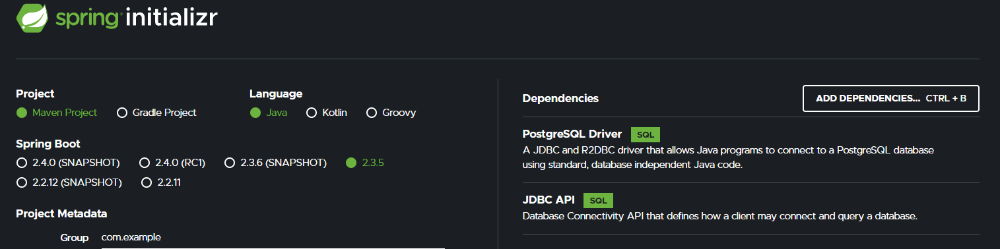 spring initializr
Project
Maven Project
Gradle Project
Language
Java
Kotlin
Groovy
Spring Boot
2.4.0 (SNAPSHOT)
2.4.0 (RC1)
2.3.6 (SNAPSHOT)
2.3.5
2.2.12 (SNAPSHOT)
2.2.11
Project Metadata
Group
com.example
Dependencies
ADD DEPENDENCIES... CTRL + B
PostgreSQL Driver SQL
A JDBC and R2DBC driver that allows Java programs to connect to a PostgreSQL database
using standard, database independent Java code.
JDBC API SQL
Database Connectivity API that defines how a client may connect and query a database.